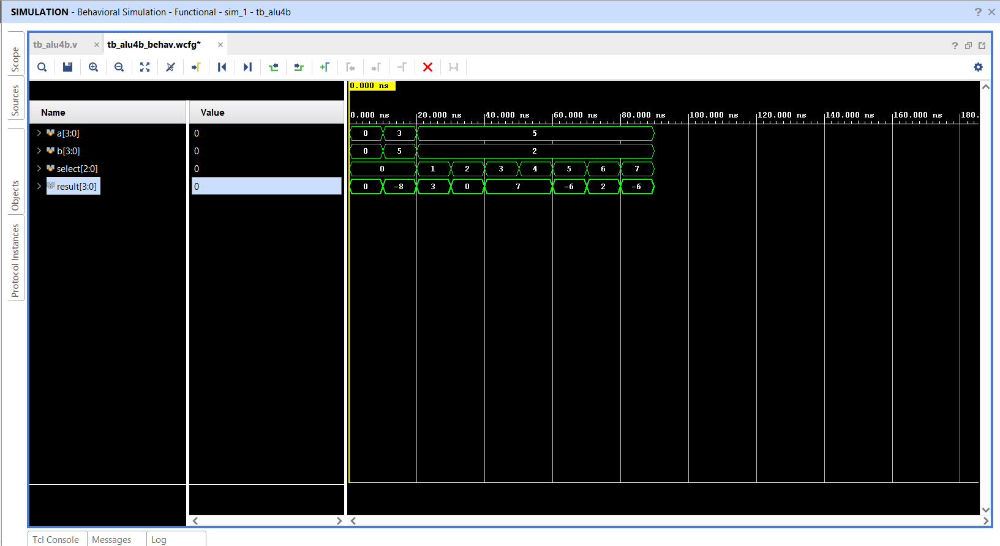 SIMULATION - Behavioral Simulation - Functional - sim_1 - tb_alu4b
Scope
Sources
Objects
Protocol Instances
tb_alu4b.v
tb_alu4b_behav.wcfg*
0.000 ns
Name Value
0.000 ns 20.000 ns 40.000 ns 60.000 ns 80.000 ns 100.000 ns 120.000 ns 140.000 ns 160.000 ns 180.
a[3:0] 0 0 3 5
b[3:0] 0 0 5 2
select[2:0] 0 0 1 2 3 4 5 6 7
result[3:0] 0 0 -8 3 0 7 -6 2 -6
Tcl Console Messages Log